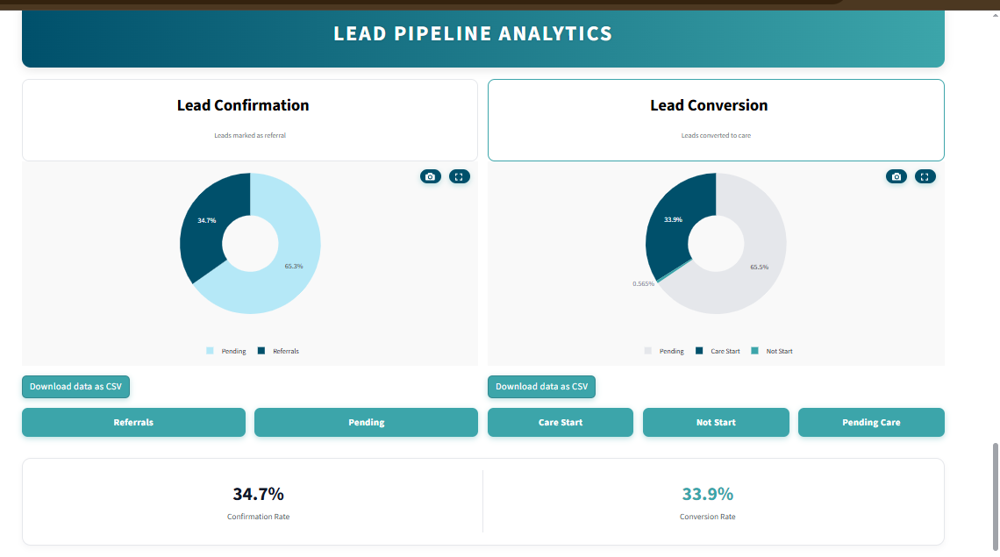 LEAD PIPELINE ANALYTICS
Lead Confirmation
Leads marked as referral
Lead Conversion
Leads converted to care
34.7%
65.3%
Pending
Referrals
33.9%
65.5%
0.565%
Pending
Care Start
Not Start
Download data as CSV
Download data as CSV
Referrals
Pending
Care Start
Not Start
Pending Care
34.7%
Confirmation Rate
33.9%
Conversion Rate